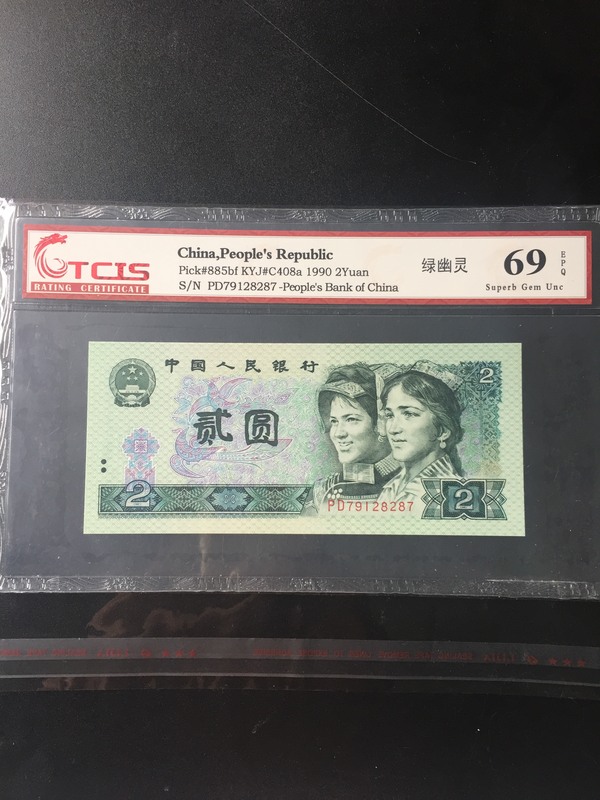 TCIS
RATING CERTIFICATE
China,People's Republic
Pick#885bf KYJ#C408a 1990 2Yuan
S/N PD79128287-People's Bank of China
绿幽灵
69
EPQ
Superb Gem Unc
中国人民银行
2
贰圆
2
PD79128287
2